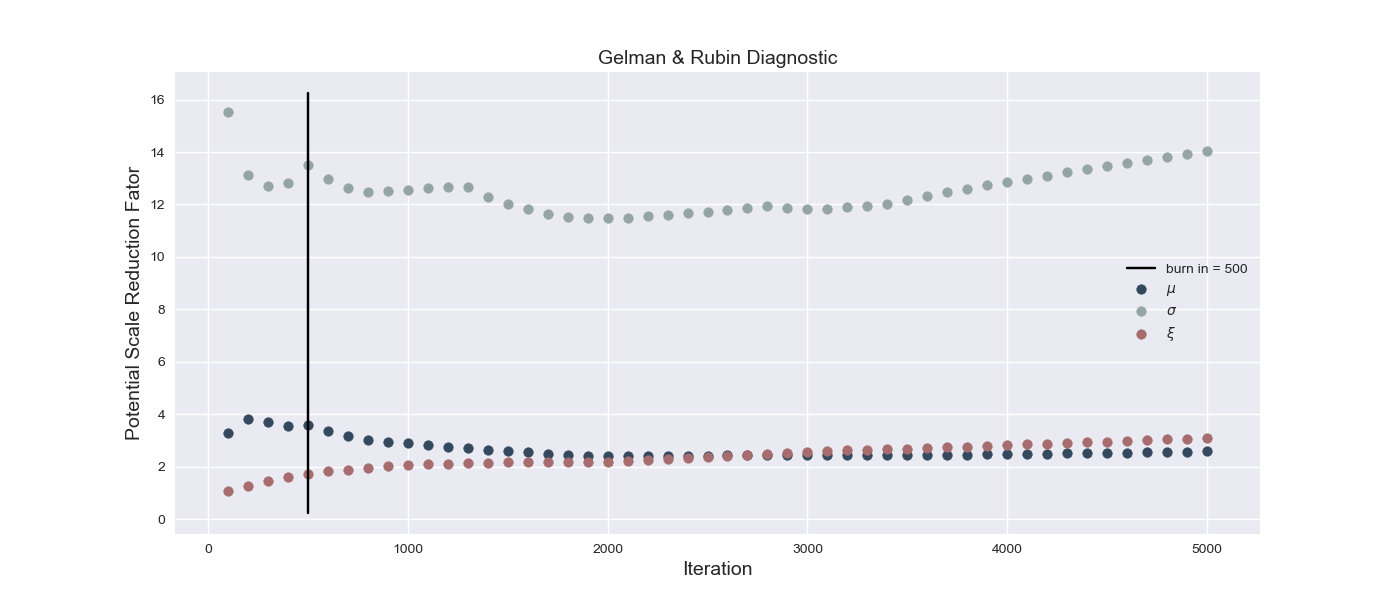 Gelman & Rubin Diagnostic
Potential Scale Reduction Fator
16
14
12
10
8
6
4
2
0
burn in = 500
μ
σ
ξ
0 1000 2000 3000 4000 5000
Iteration